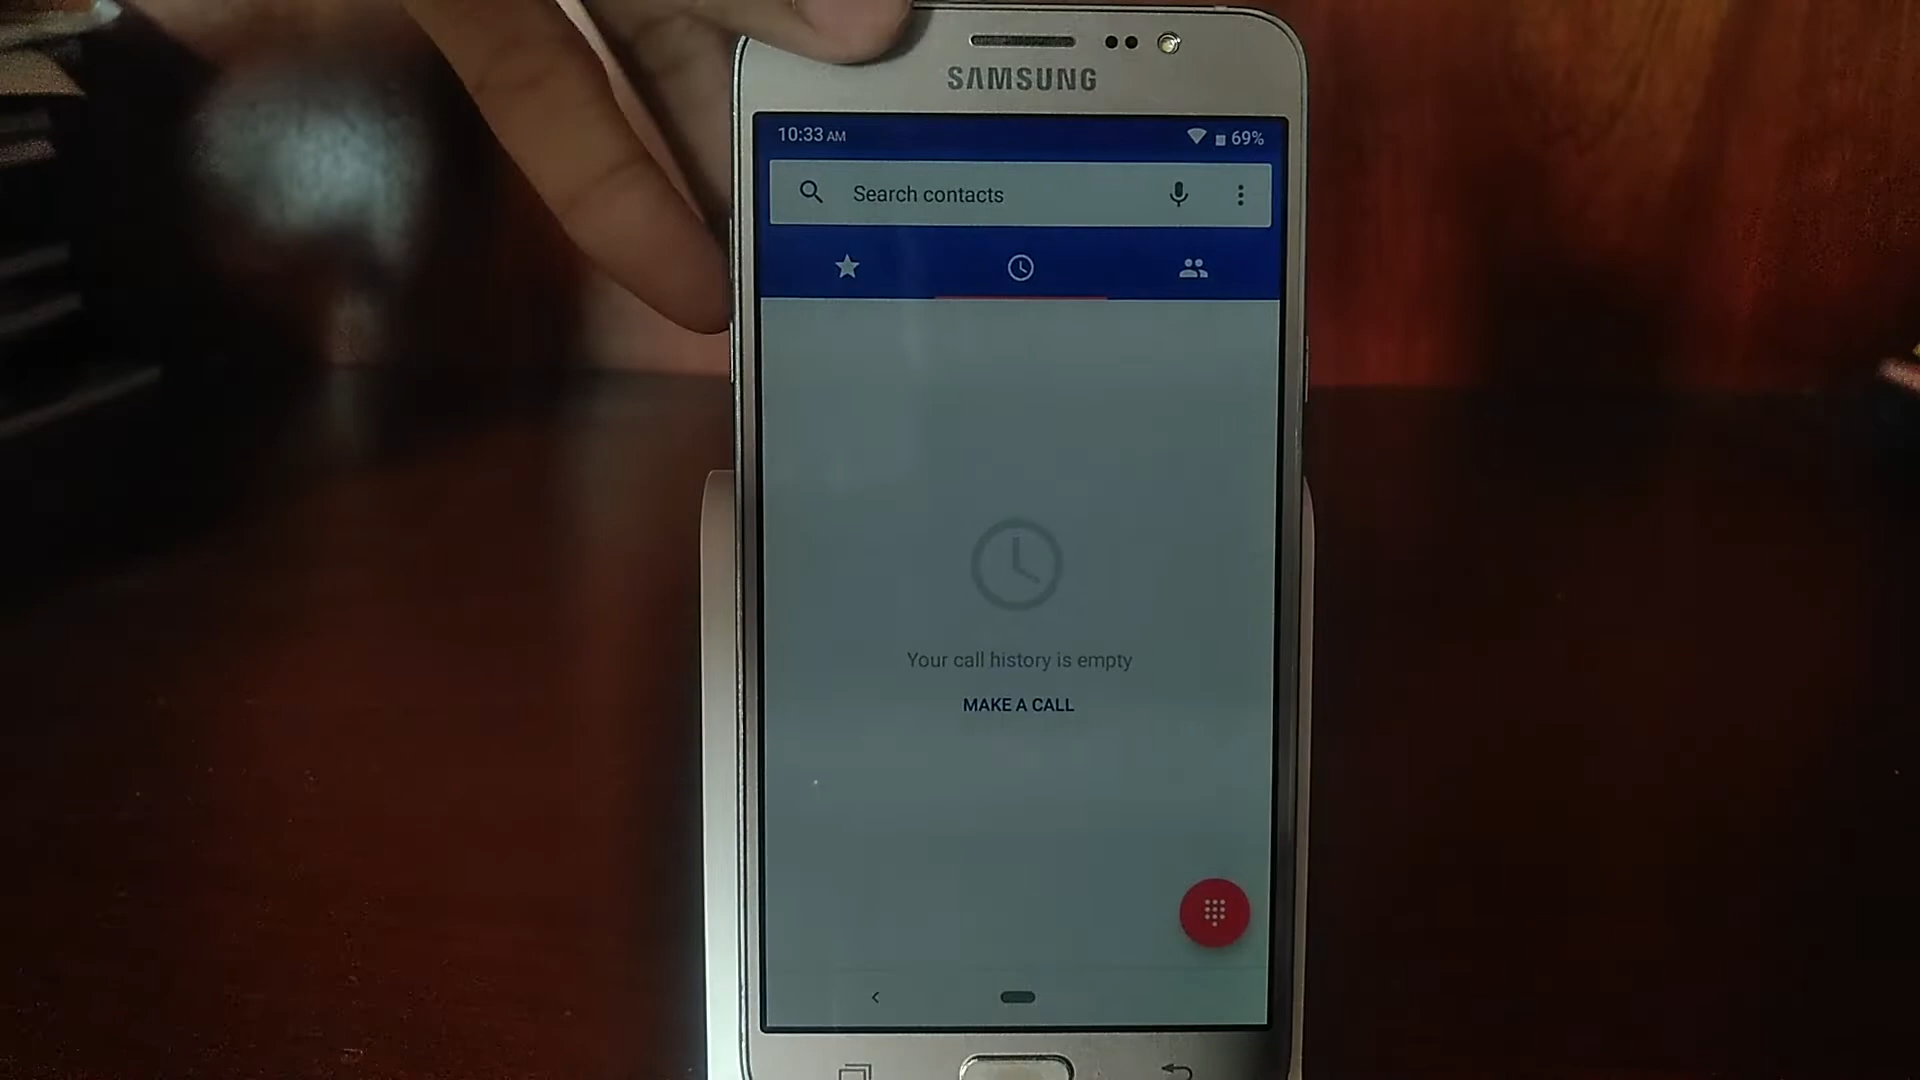 SAMSUNG
10:33 AM 69%
Search contacts
Your call history is empty
MAKE A CALL